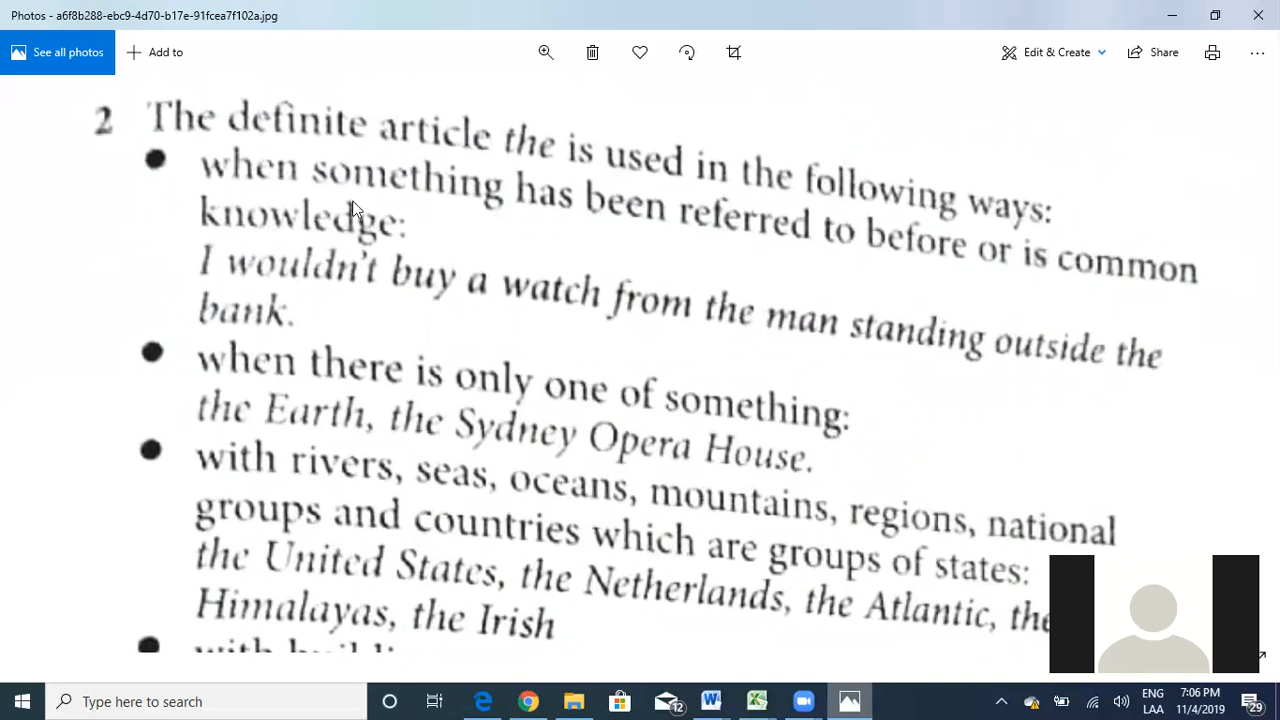 Photos - a6f8b288-ebc9-4d70-b17e-91fcea7f102a.jpg
See all photos
Add to
Edit & Create
Share
2 The definite article the is used in the following ways:
● when something has been referred to before or is common
knowledge:
I wouldn't buy a watch from the man standing outside the
bank.
● when there is only one of something:
the Earth, the Sydney Opera House.
● with rivers, seas, oceans, mountains, regions, national
groups and countries which are groups of states:
the United States, the Netherlands, the Atlantic, the
Himalayas, the Irish
● with
Type here to search
12
ENG
LAA
7:06 PM
11/4/2019
29